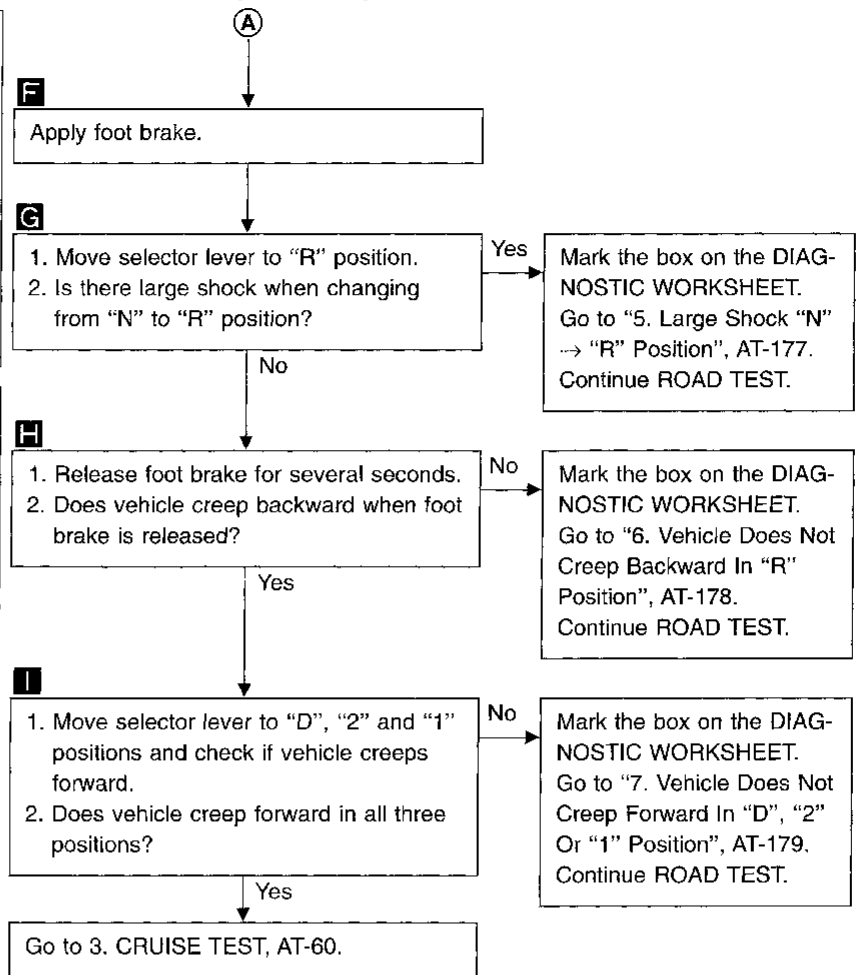 A
F
Apply foot brake.
G
1. Move selector lever to “R” position.
2. Is there large shock when changing
from “N” to “R” position?
Yes
Mark the box on the DIAG-
NOSTIC WORKSHEET.
Go to “5. Large Shock “N”
→ “R” Position”, AT-177.
Continue ROAD TEST.
No
H
1. Release foot brake for several seconds.
2. Does vehicle creep backward when foot
brake is released?
No
Mark the box on the DIAG-
NOSTIC WORKSHEET.
Go to “6. Vehicle Does Not
Creep Backward In “R”
Position”, AT-178.
Continue ROAD TEST.
Yes
I
1. Move selector lever to “D”, “2” and “1”
positions and check if vehicle creeps
forward.
2. Does vehicle creep forward in all three
positions?
No
Mark the box on the DIAG-
NOSTIC WORKSHEET.
Go to “7. Vehicle Does Not
Creep Forward In “D”, “2”
Or “1” Position”, AT-179.
Continue ROAD TEST.
Yes
Go to 3. CRUISE TEST, AT-60.